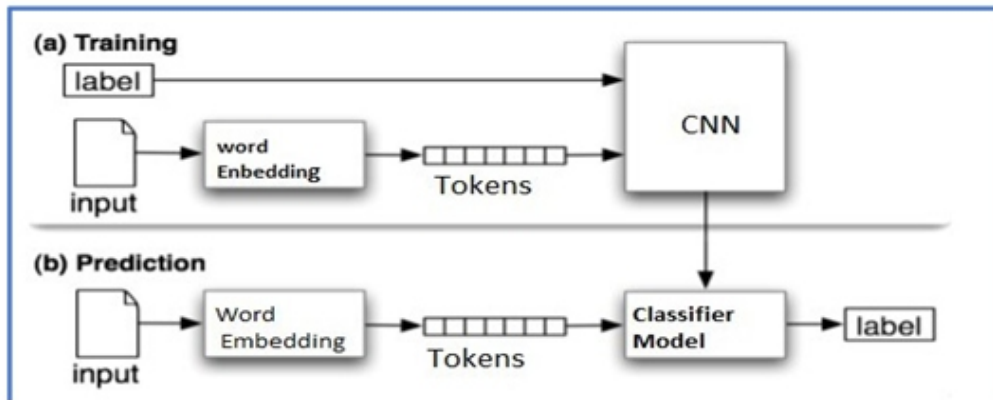 (a) Training
label
CNN
word
Enbedding
Tokens
input
(b) Prediction
Word
Embedding
Tokens
Classifier
Model
label
input